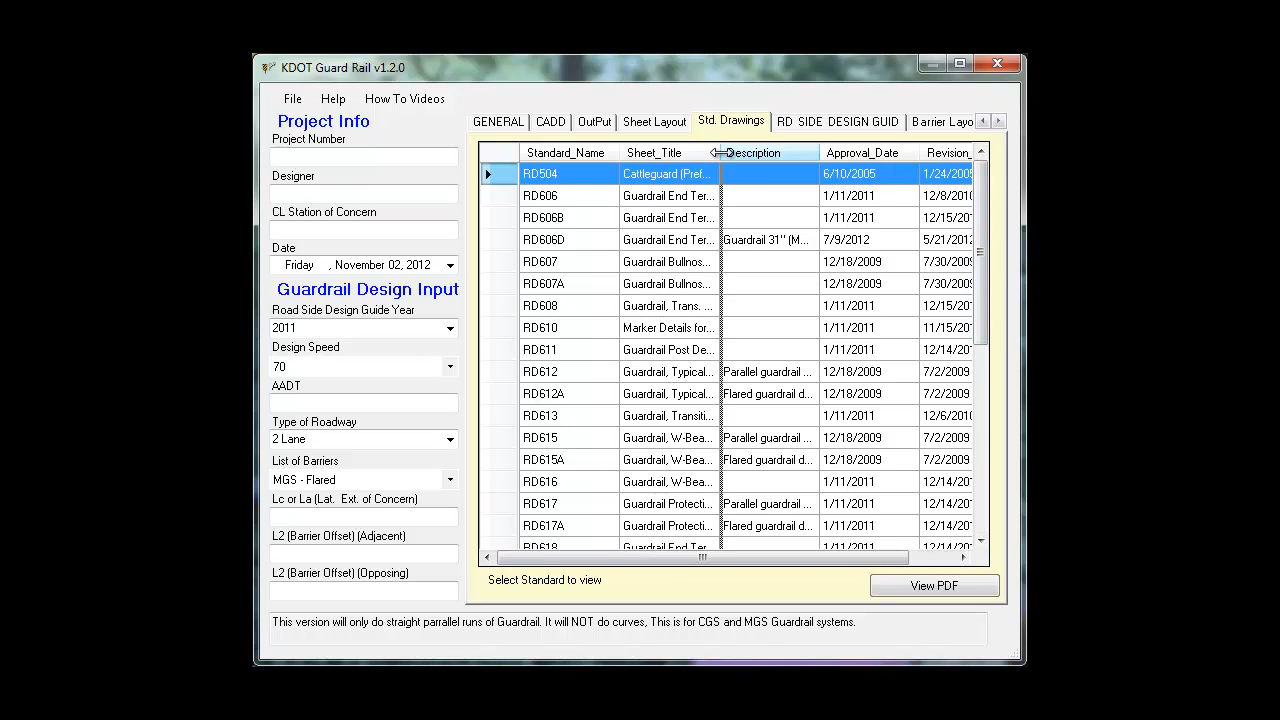 KDOT Guard Rail v1.2.0
File Help How To Videos
Project Info
Project Number
Designer
CL Station of Concern
Date
Friday , November 02, 2012
Guardrail Design Input
Road Side Design Guide Year
2011
Design Speed
70
AADT
Type of Roadway
2 Lane
List of Barriers
MGS - Flared
Lc or La (Lat. Ext. of Concern)
L2 (Barrier Offset) (Adjacent)
L2 (Barrier Offset) (Opposing)
GENERAL CADD OutPut Sheet Layout Std. Drawings RD SIDE DESIGN GUID Barrier Layo
Standard_Name Sheet_Title Description Approval_Date Revision_
RD504 Cattleguard (Pref... 6/10/2005 1/24/2005
RD606 Guardrail End Ter... 1/11/2011 12/8/2010
RD606B Guardrail End Ter... 1/11/2011 12/15/20
RD606D Guardrail End Ter... Guardrail 31" (M... 7/9/2012 5/21/2012
RD607 Guardrail Bullnos... 12/18/2009 7/30/200
RD607A Guardrail Bullnos... 12/18/2009 7/30/200
RD608 Guardrail, Trans. ... 1/11/2011 12/15/20
RD610 Marker Details for... 1/11/2011 11/15/20
RD611 Guardrail Post De... 1/11/2011 12/14/20
RD612 Guardrail, Typical... Parallel guardrail ... 12/18/2009 7/2/2009
RD612A Guardrail, Typical... Flared guardrail d... 12/18/2009 7/2/2009
RD613 Guardrail, Transiti... 1/11/2011 12/6/2010
RD615 Guardrail, W-Bea... Parallel guardrail ... 12/18/2009 7/2/2009
RD615A Guardrail, W-Bea... Flared guardrail d... 12/18/2009 7/2/2009
RD616 Guardrail, W-Bea... 1/11/2011 12/14/20
RD617 Guardrail Protecti... Parallel guardrail ... 1/11/2011 12/14/20
RD617A Guardrail Protecti... Flared guardrail d... 1/11/2011 12/14/20
RD618 Guardrail End Ter... 1/11/2011 12/14/20
Select Standard to view
View PDF
This version will only do straight parrallel runs of Guardrail. It will NOT do curves, This is for CGS and MGS Guardrail systems.